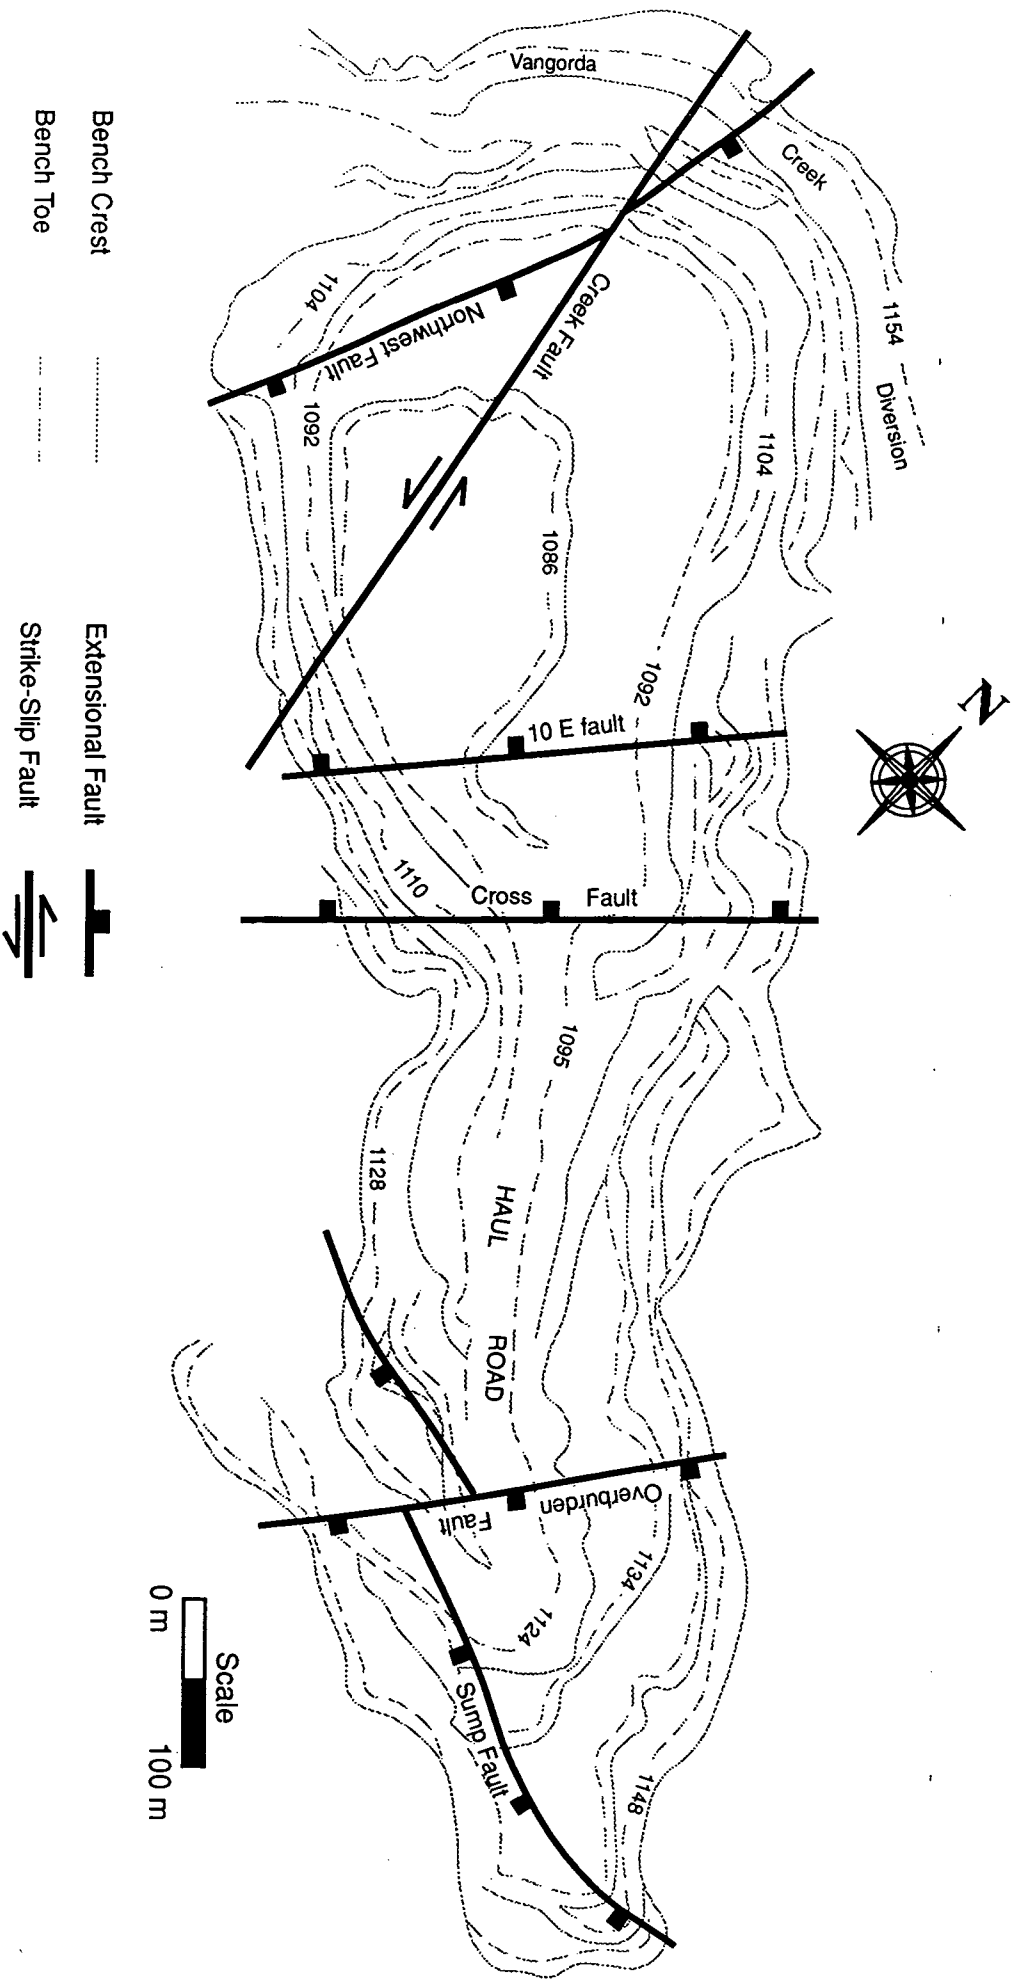 Vangorda
Creek
1154
Diversion
1104
Northwest Fault
Creek Fault
1092
1104
1086
1092
N
10 E fault
1110
Cross Fault
1095
1128
HAUL ROAD
Overburden
Fault
1134
1124
Sump Fault
1148
Bench Crest
Bench Toe
Extensional Fault
Strike-Slip Fault
Scale
0 m
100 m